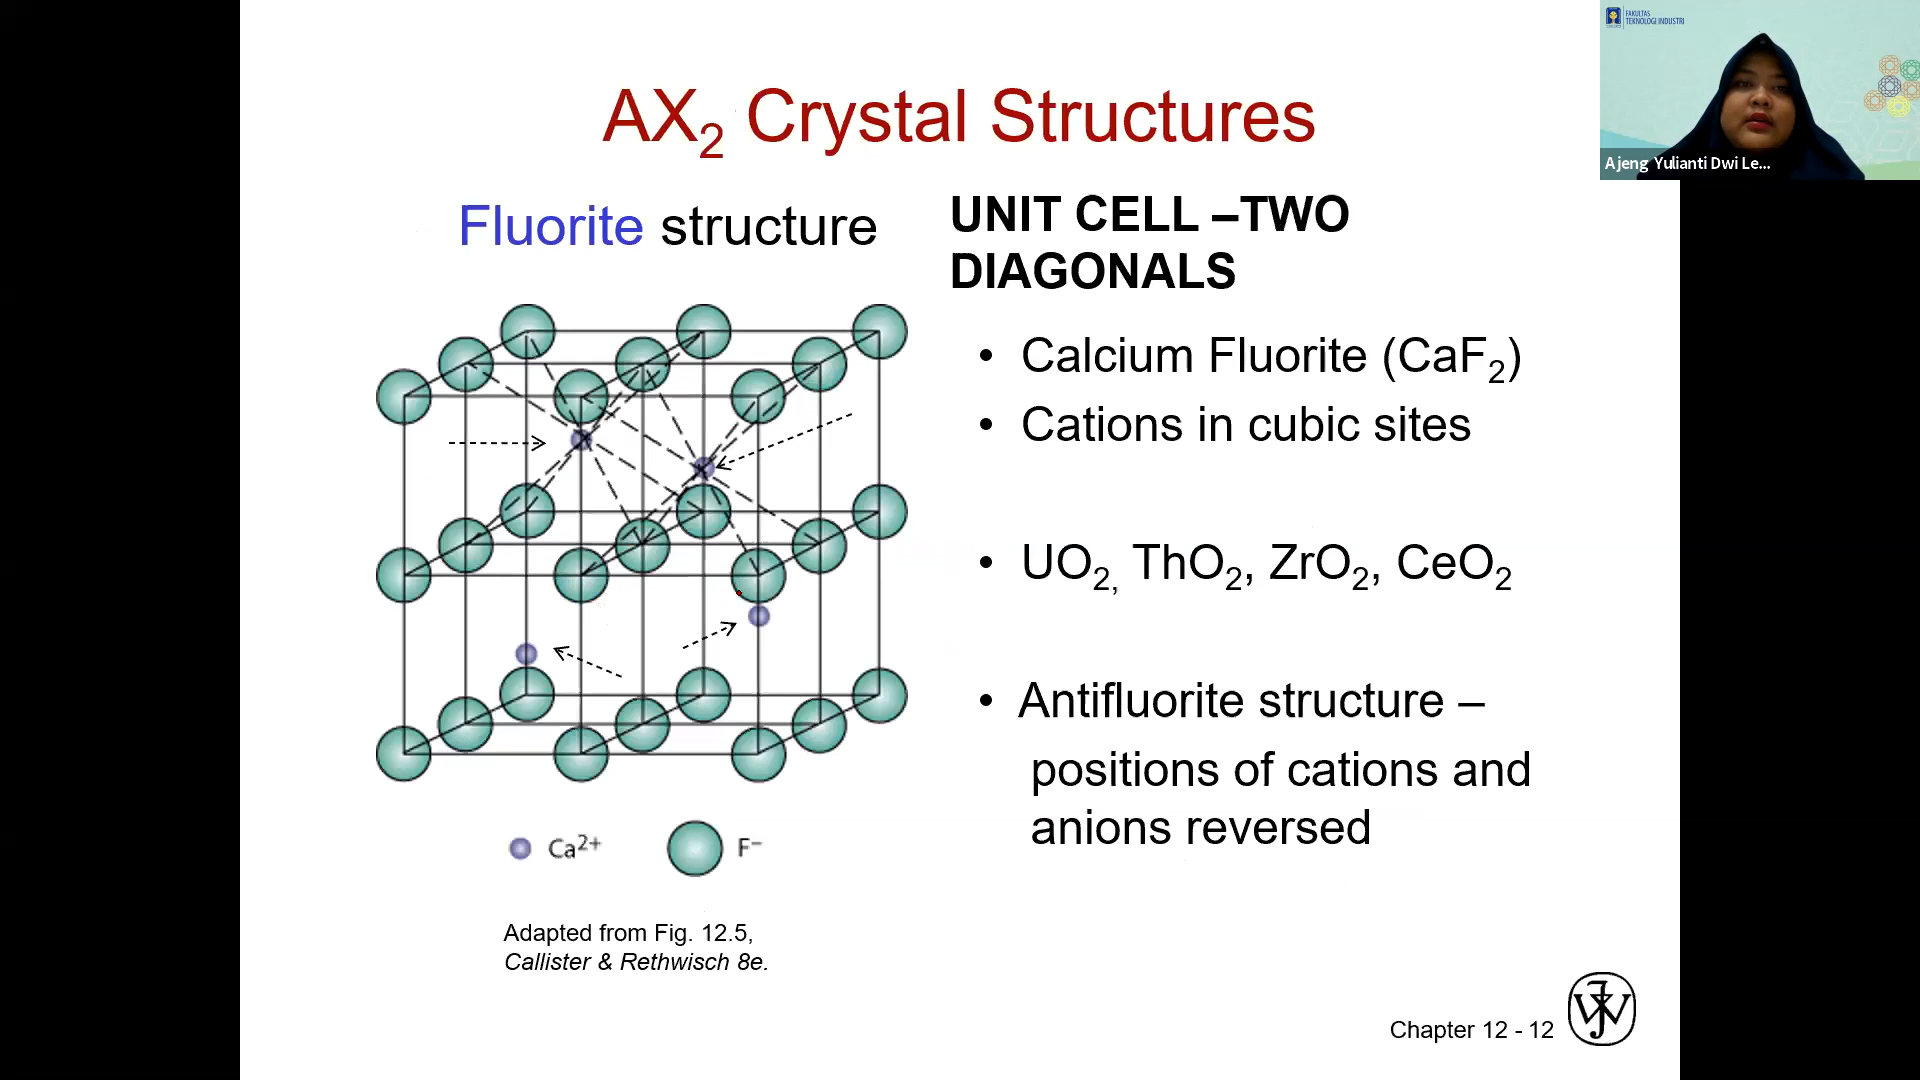 FAKULTAS
TEKNOLOGI INDUSTRI
Ajeng Yulianti Dwi Le...
AX₂ Crystal Structures
Fluorite structure
UNIT CELL –TWO
DIAGONALS
• Calcium Fluorite (CaF₂)
• Cations in cubic sites
• UO₂, ThO₂, ZrO₂, CeO₂
• Antifluorite structure –
positions of cations and
anions reversed
Ca²⁺ F⁻
Adapted from Fig. 12.5,
Callister & Rethwisch 8e.
Chapter 12 - 12